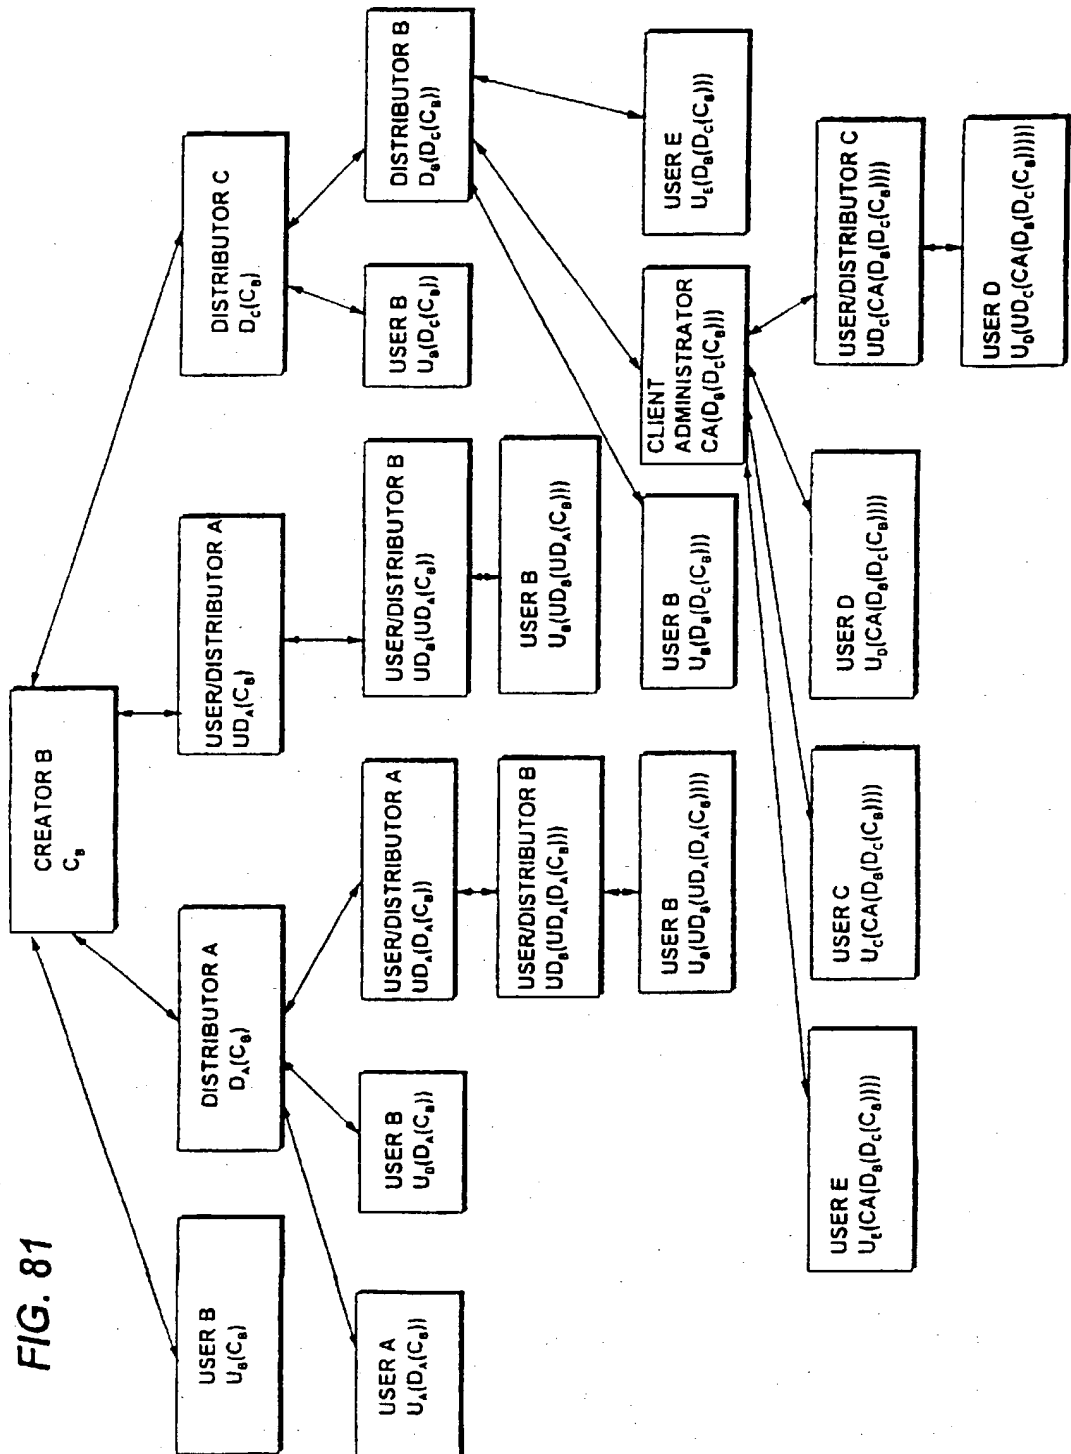 FIG. 81
CREATOR B
C_B
USER B
U_B(C_B)
DISTRIBUTOR A
D_A(C_B)
USER/DISTRIBUTOR A
UD_A(C_B)
DISTRIBUTOR C
D_C(C_B)
USER A
U_A(D_A(C_B))
USER B
U_D(D_A(C_B))
USER/DISTRIBUTOR A
UD_A(D_A(C_B))
USER/DISTRIBUTOR B
UD_B(UD_A(C_B))
USER B
U_B(D_C(C_B))
DISTRIBUTOR B
D_B(D_C(C_B))
USER/DISTRIBUTOR B
UD_B(UD_A(D_A(C_B)))
USER B
U_B(UD_B(UD_A(C_B)))
USER B
U_B(UD_B(UD_A(D_A(C_B))))
USER B
U_B(D_B(D_C(C_B)))
CLIENT
ADMINISTRATOR
CA(D_B(D_C(C_B)))
USER E
U_E(D_B(D_C(C_B)))
USER E
U_E(CA(D_B(D_C(C_B))))
USER C
U_C(CA(D_B(D_C(C_B))))
USER D
U_D(CA(D_B(D_C(C_B))))
USER/DISTRIBUTOR C
UD_C(CA(D_B(D_C(C_B))))
USER D
U_D(UD_C(CA(D_B(D_C(C_B)))))